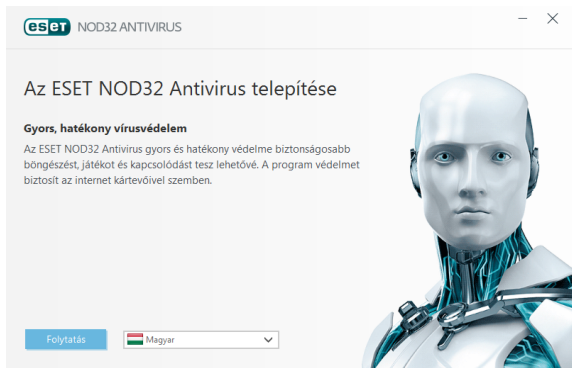 eseT NOD32 ANTIVIRUS
Az ESET NOD32 Antivirus telepítése
Gyors, hatékony vírusvédelem
Az ESET NOD32 Antivirus gyors és hatékony védelme biztonságosabb
böngészést, játékot és kapcsolódást tesz lehetővé. A program védelmet
biztosít az internet kártevőivel szemben.
Folytatás
Magyar